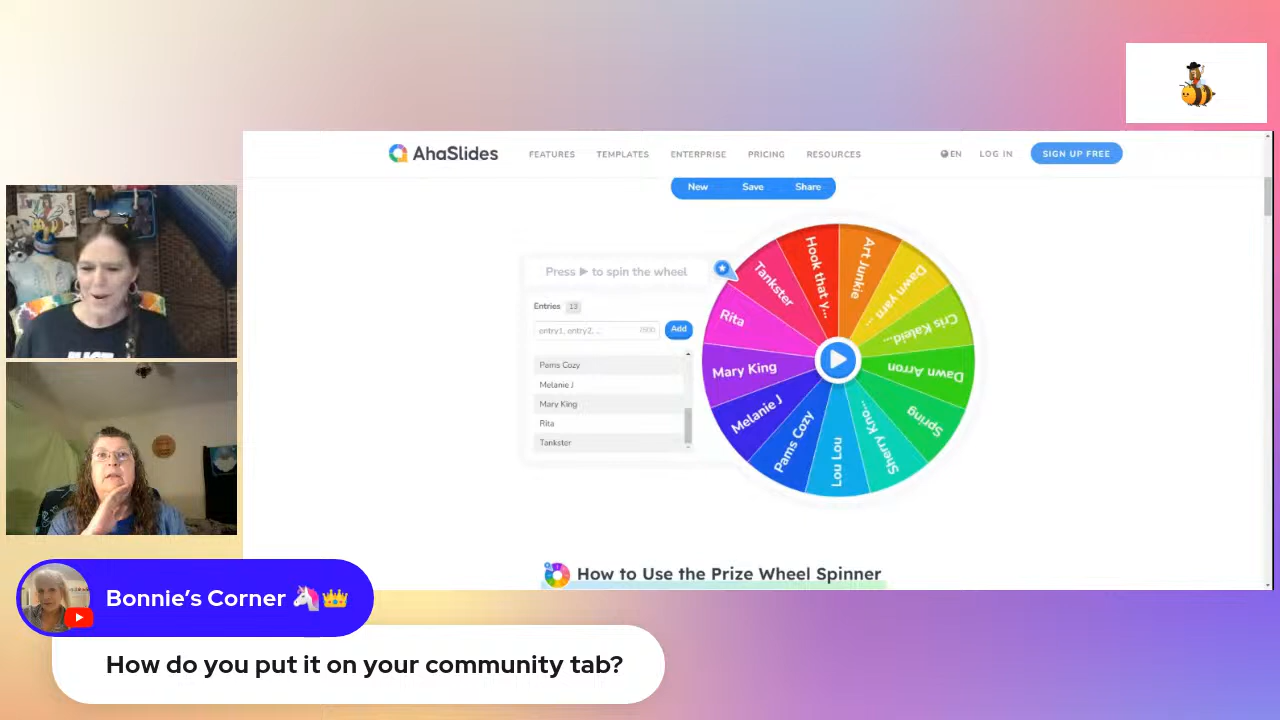 AhaSlides
FEATURES
TEMPLATES
ENTERPRISE
PRICING
RESOURCES
EN
LOG IN
SIGN UP FREE
New
Save
Share
Press ▶ to spin the wheel
Entries 13
entry1, entry2, ...
Add
Pams Cozy
Melanie J
Mary King
Rita
Tankster
Hook that y...
Art Junkie
Dawn yarn ...
Cris Kaleid...
Dawn Arron
Spring
Sherry Kno...
Lou Lou
Pams Cozy
Melanie J
Mary King
Rita
Tankster
How to Use the Prize Wheel Spinner
Bonnie’s Corner 🦄👑
How do you put it on your community tab?